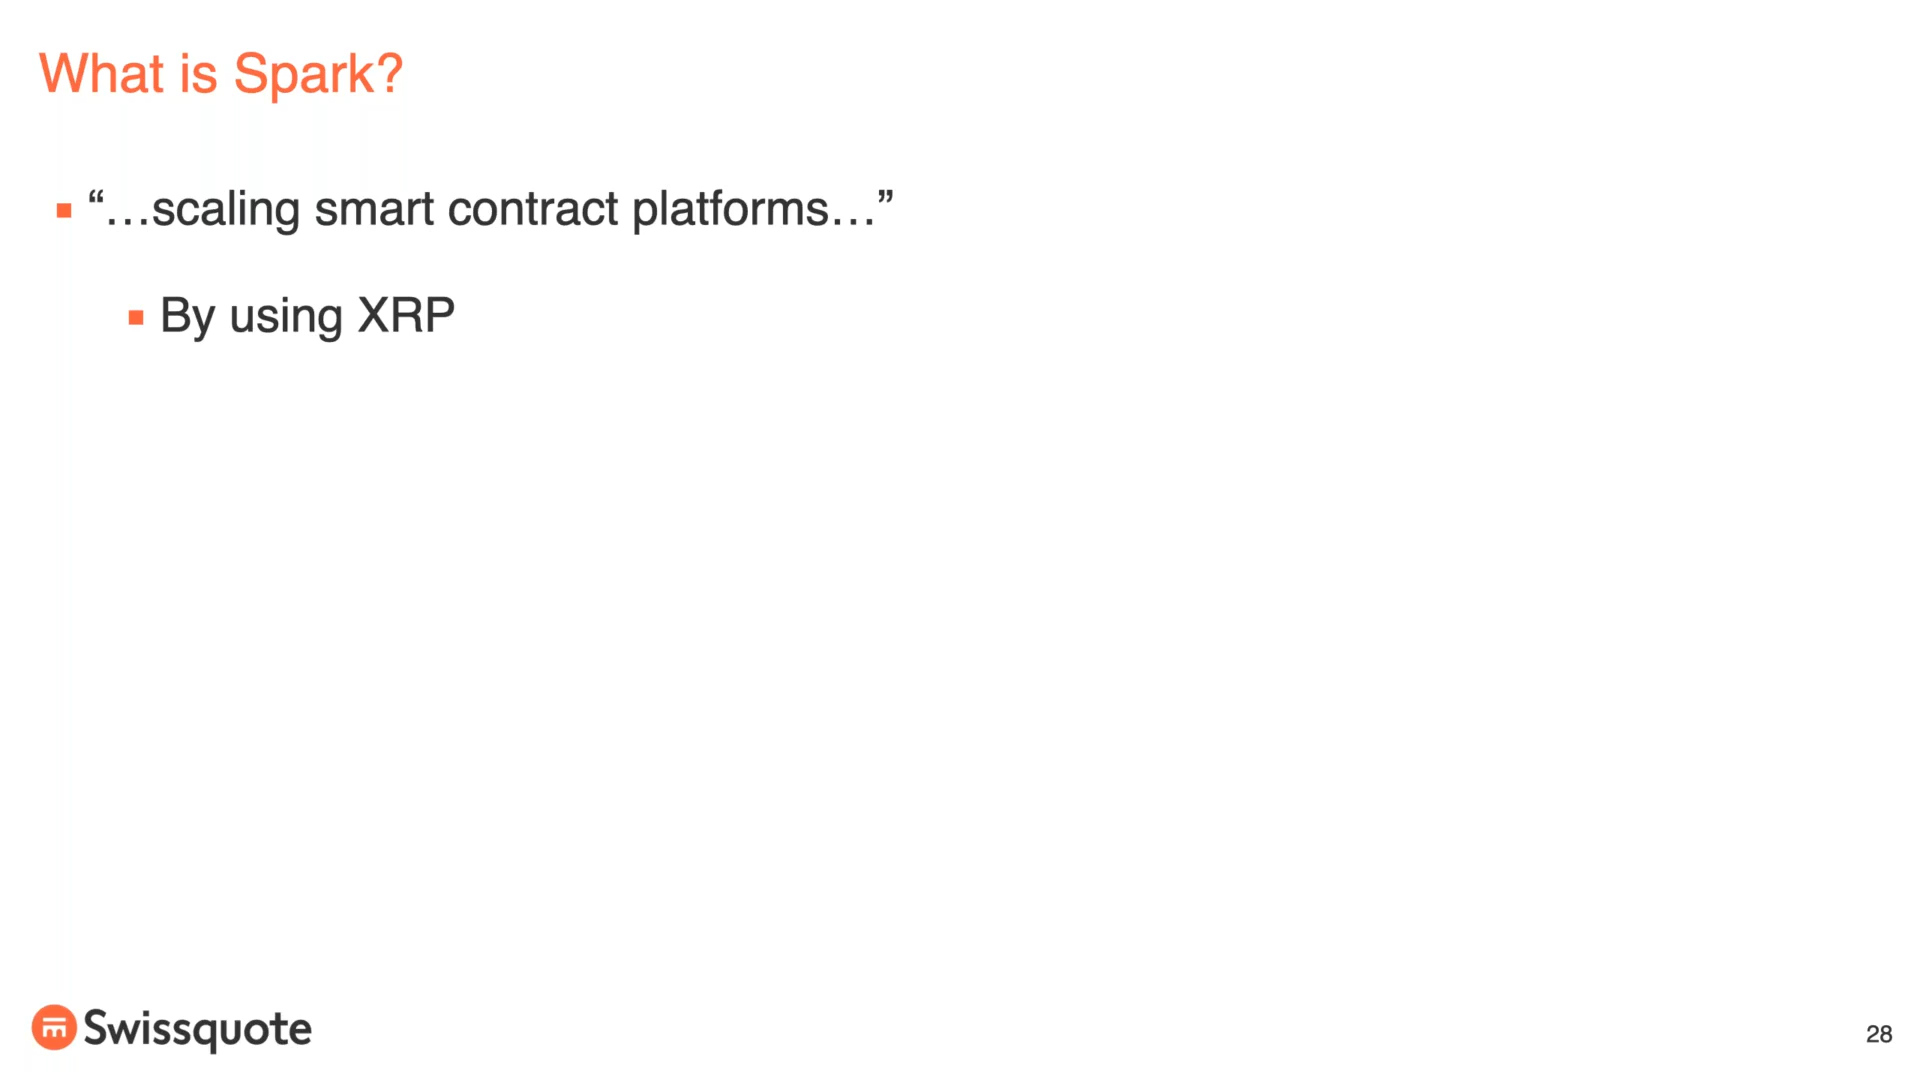 What is Spark?
“…scaling smart contract platforms…”
By using XRP
Swissquote
28